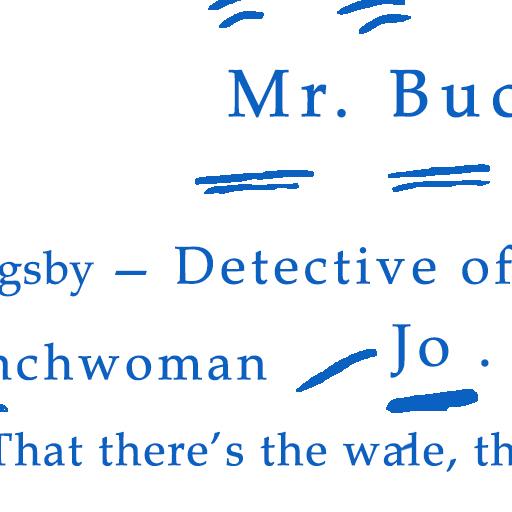 Mr. Buc
gsby — Detective of
nchwoman / Jo .
That there's the wale, th